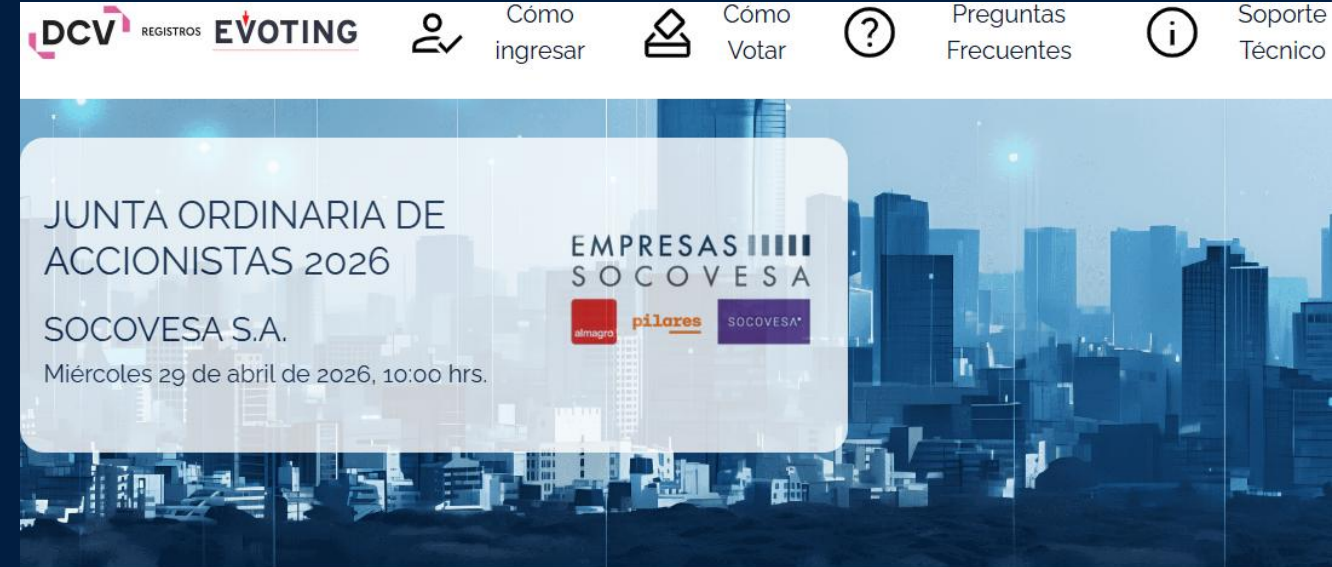 DCV REGISTROS EVOTING
Cómo
ingresar
Cómo
Votar
Preguntas
Frecuentes
Soporte
Técnico
JUNTA ORDINARIA DE
ACCIONISTAS 2026
SOCOVESA S.A.
Miércoles 29 de abril de 2026, 10:00 hrs.
EMPRESAS
SOCOVESA
almagro pilares SOCOVESA